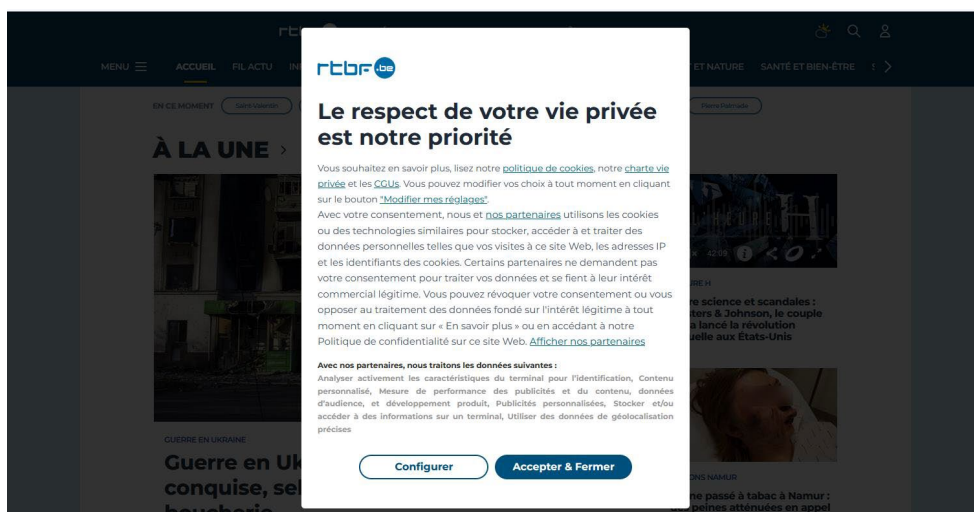 rtbf
MENU
ACCUEIL
FIL ACTU
ET NATURE
SANTÉ ET BIEN-ÊTRE
EN CE MOMENT
Saint-Valentin
À LA UNE
rtbf.be
Le respect de votre vie privée
est notre priorité
Vous souhaitez en savoir plus, lisez notre politique de cookies, notre charte vie
privée et les CGUs. Vous pouvez modifier vos choix à tout moment en cliquant
sur le bouton "Modifier mes réglages".
Avec votre consentement, nous et nos partenaires utilisons les cookies
ou des technologies similaires pour stocker, accéder à et traiter des
données personnelles telles que vos visites à ce site Web, les adresses IP
et les identifiants des cookies. Certains partenaires ne demandent pas
votre consentement pour traiter vos données et se fient à leur intérêt
commercial légitime. Vous pouvez révoquer votre consentement ou vous
opposer au traitement des données fondé sur l'intérêt légitime à tout
moment en cliquant sur « En savoir plus » ou en accédant à notre
Politique de confidentialité sur ce site Web. Afficher nos partenaires
Avec nos partenaires, nous traitons les données suivantes :
Analyser activement les caractéristiques du terminal pour l'identification, Contenu
personnalisé, Mesure de performance des publicités et du contenu, données
d'audience, et développement produit, Publicités personnalisées, Stocker et/ou
accéder à des informations sur un terminal, Utiliser des données de géolocalisation
précises
Configurer
Accepter & Fermer
GUERRE EN UKRAINE
Guerre en Uk
conquise, sel
boucherie
42:09
URE H
re science et scandales :
ters & Johnson, le couple
a lancé la révolution
uelle aux États-Unis
ONS NAMUR
ne passé à tabac à Namur :
peines atténuées en appel